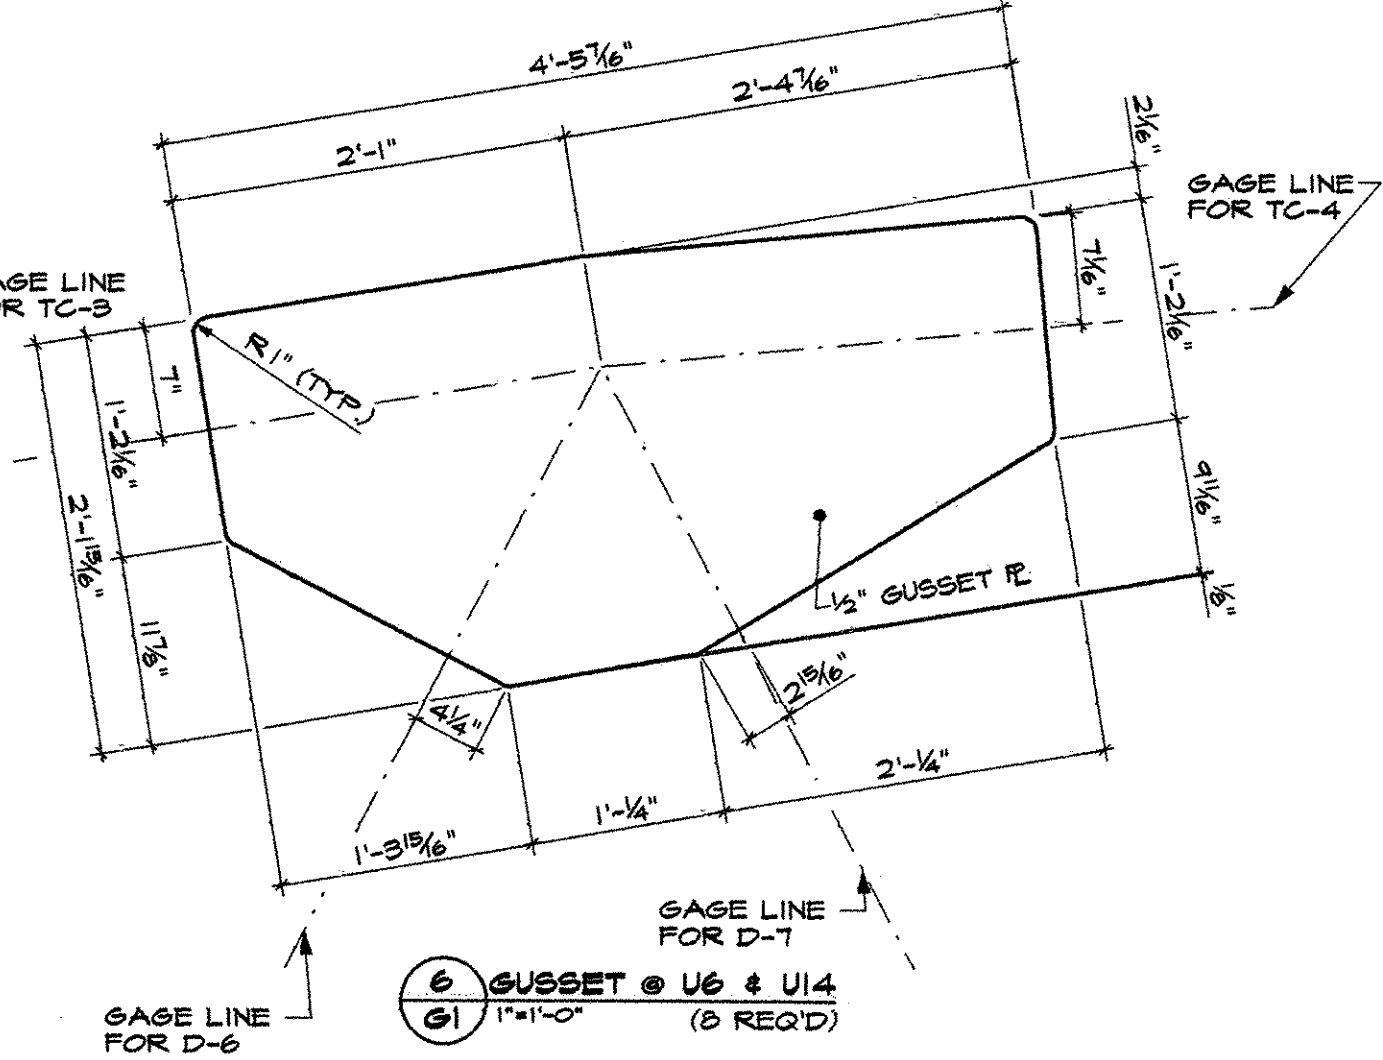 4'-5 7/16"
2'-4 7/16"
2'-1"
2 1/16"
GAGE LINE
FOR TC-4
AGE LINE
OR TC-3
R 1" (TYP.)
7"
7 1/16"
1'-2 1/16"
1'-2 1/16"
2'-1 15/16"
9 11/16"
1/2" GUSSET PL
1/8"
11 7/8"
4 1/4"
2 15/16"
2'-1/4"
1'-1/4"
1'-3 15/16"
GAGE LINE
FOR D-7
GAGE LINE
FOR D-6
6
G1
GUSSET @ U6 & U14
1"=1'-0" (8 REQ'D)